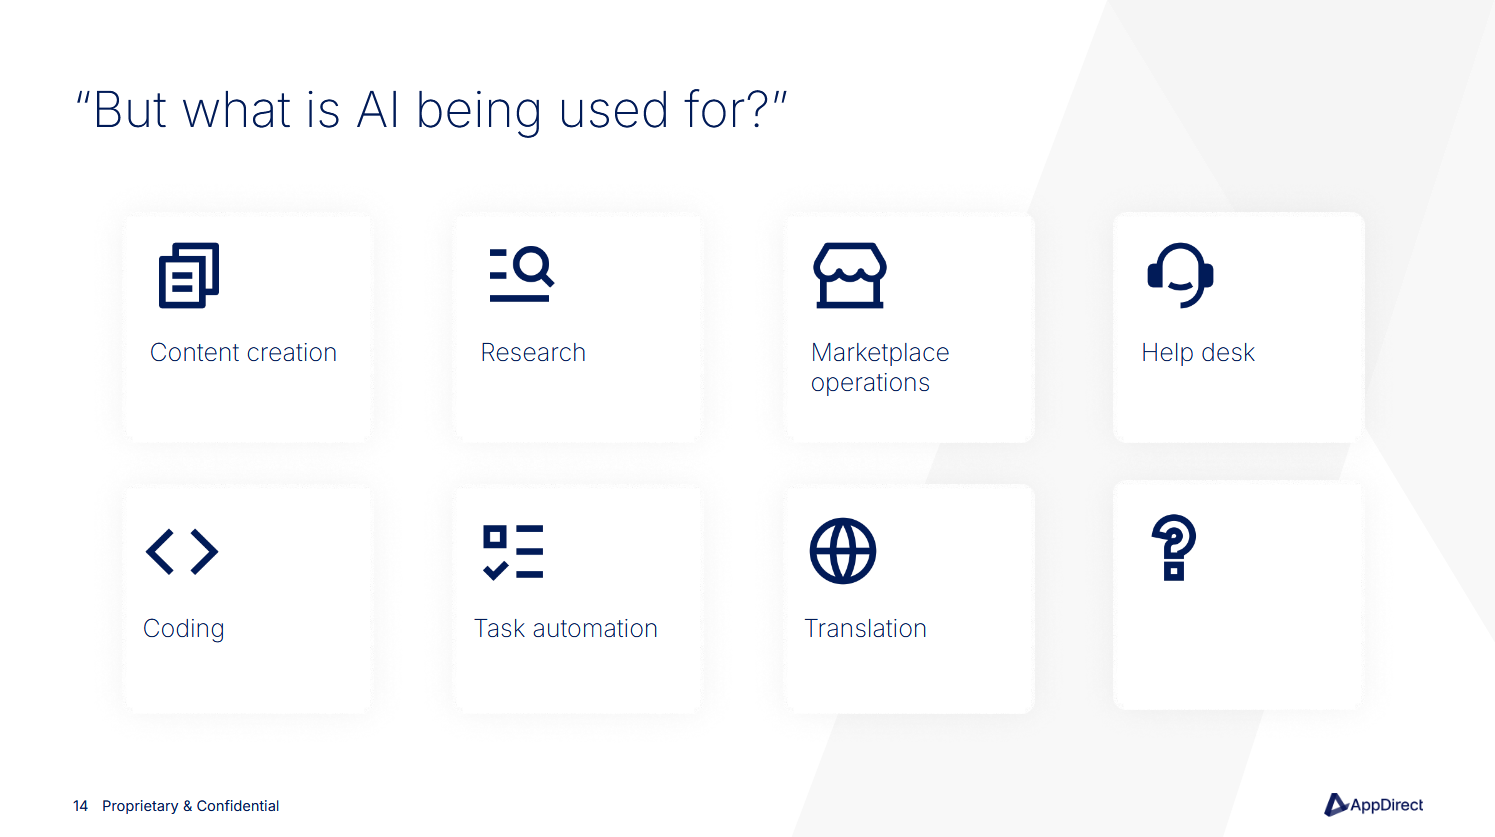 “But what is AI being used for?”
Content creation
Research
Marketplace
operations
Help desk
Coding
Task automation
Translation
14 Proprietary & Confidential
AppDirect